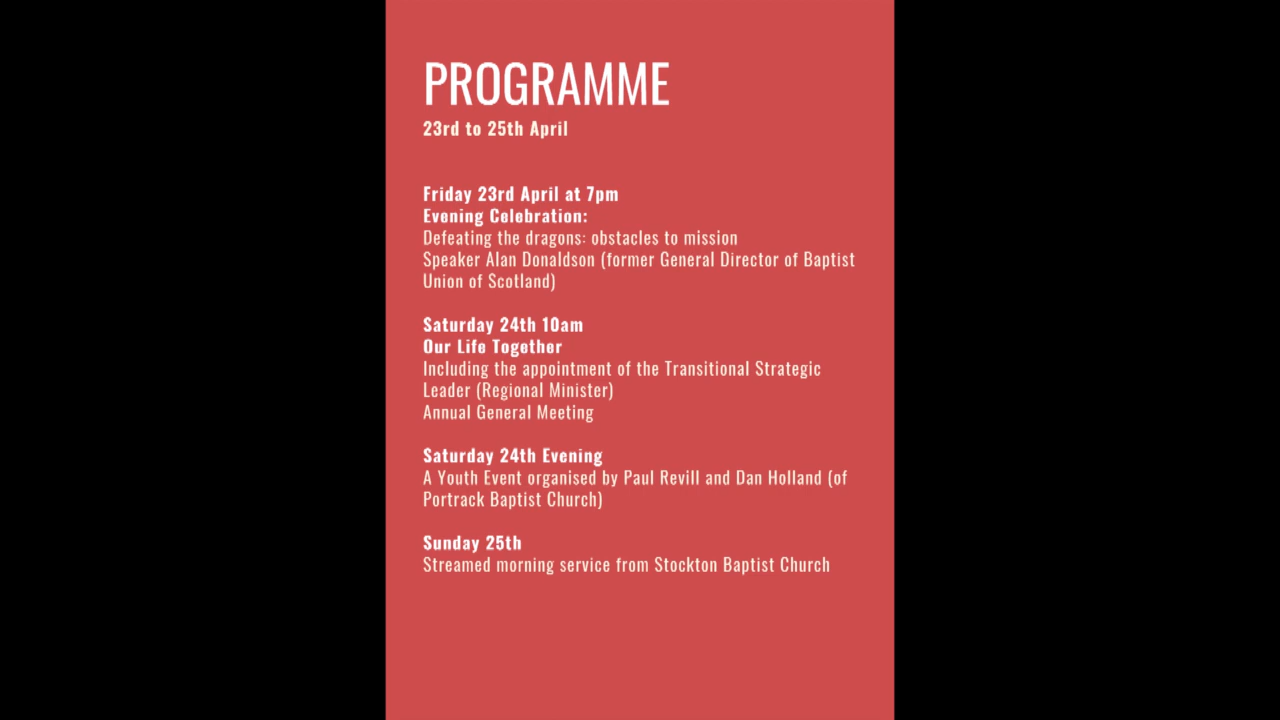 PROGRAMME
23rd to 25th April
Friday 23rd April at 7pm
Evening Celebration:
Defeating the dragons: obstacles to mission
Speaker Alan Donaldson (former General Director of Baptist
Union of Scotland)
Saturday 24th 10am
Our Life Together
Including the appointment of the Transitional Strategic
Leader (Regional Minister)
Annual General Meeting
Saturday 24th Evening
A Youth Event organised by Paul Revill and Dan Holland (of
Portrack Baptist Church)
Sunday 25th
Streamed morning service from Stockton Baptist Church